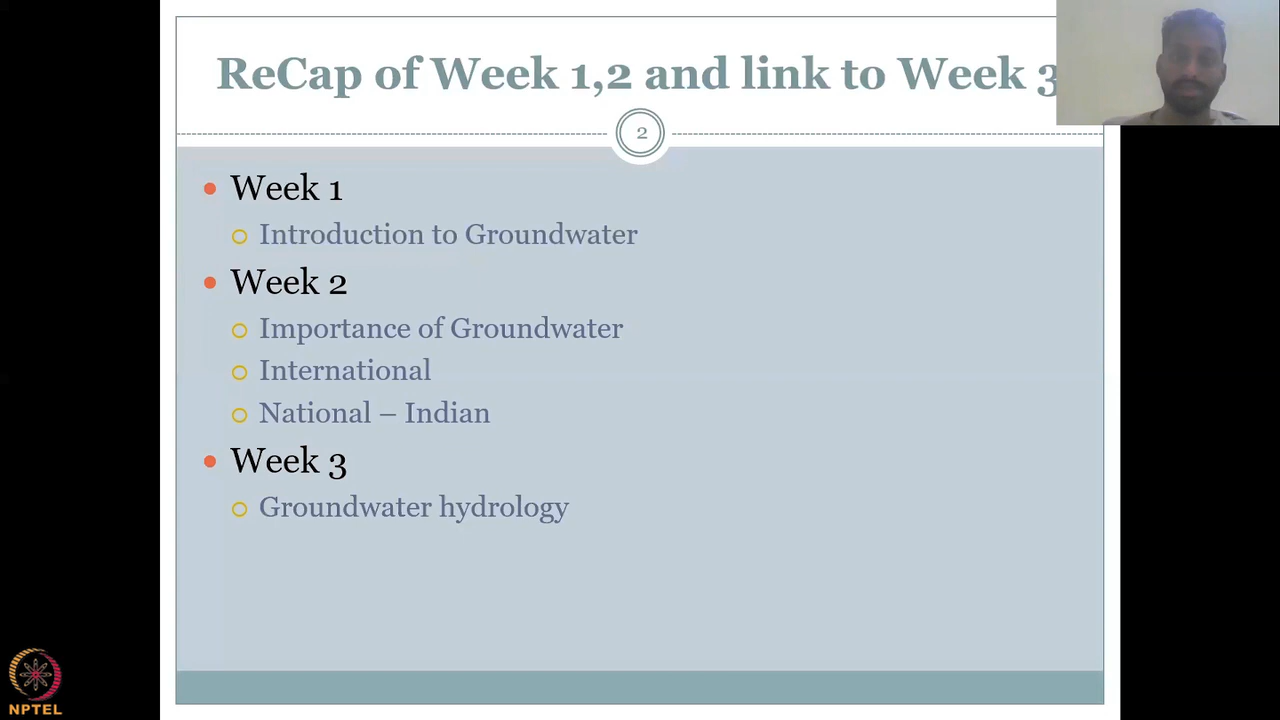 ReCap of Week 1,2 and link to Week 3
2
Week 1
Introduction to Groundwater
Week 2
Importance of Groundwater
International
National – Indian
Week 3
Groundwater hydrology
NPTEL